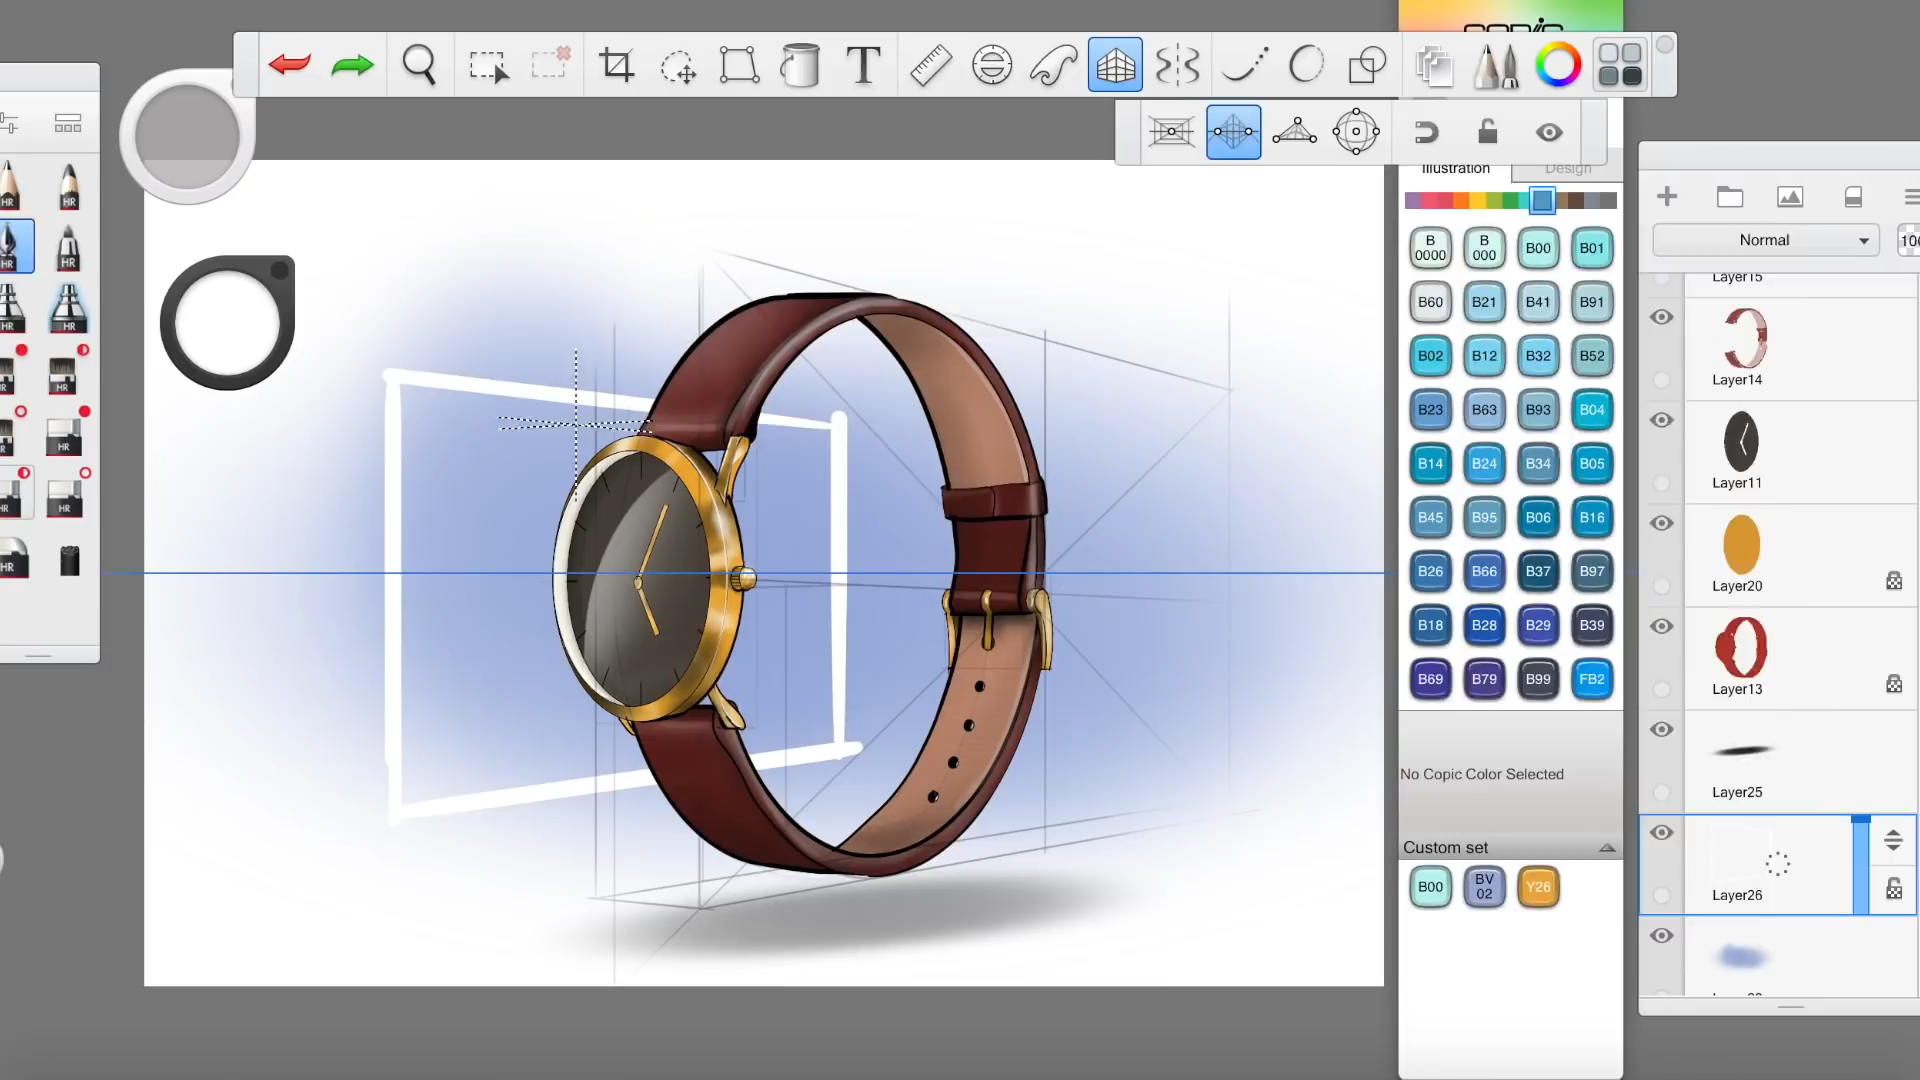 T
Illustration
Design
B 0000
B 000
B00
B01
B60
B21
B41
B91
B02
B12
B32
B52
B23
B63
B93
B04
B14
B24
B34
B05
B45
B95
B06
B16
B26
B66
B37
B97
B18
B28
B29
B39
B69
B79
B99
FB2
No Copic Color Selected
Custom set
B00
BV 02
Y26
Normal
Layer15
Layer14
Layer11
Layer20
Layer13
Layer25
Layer26
HR
HR
HR
HR
HR
HR
HR
HR
HR
HR
HR
HR
HR